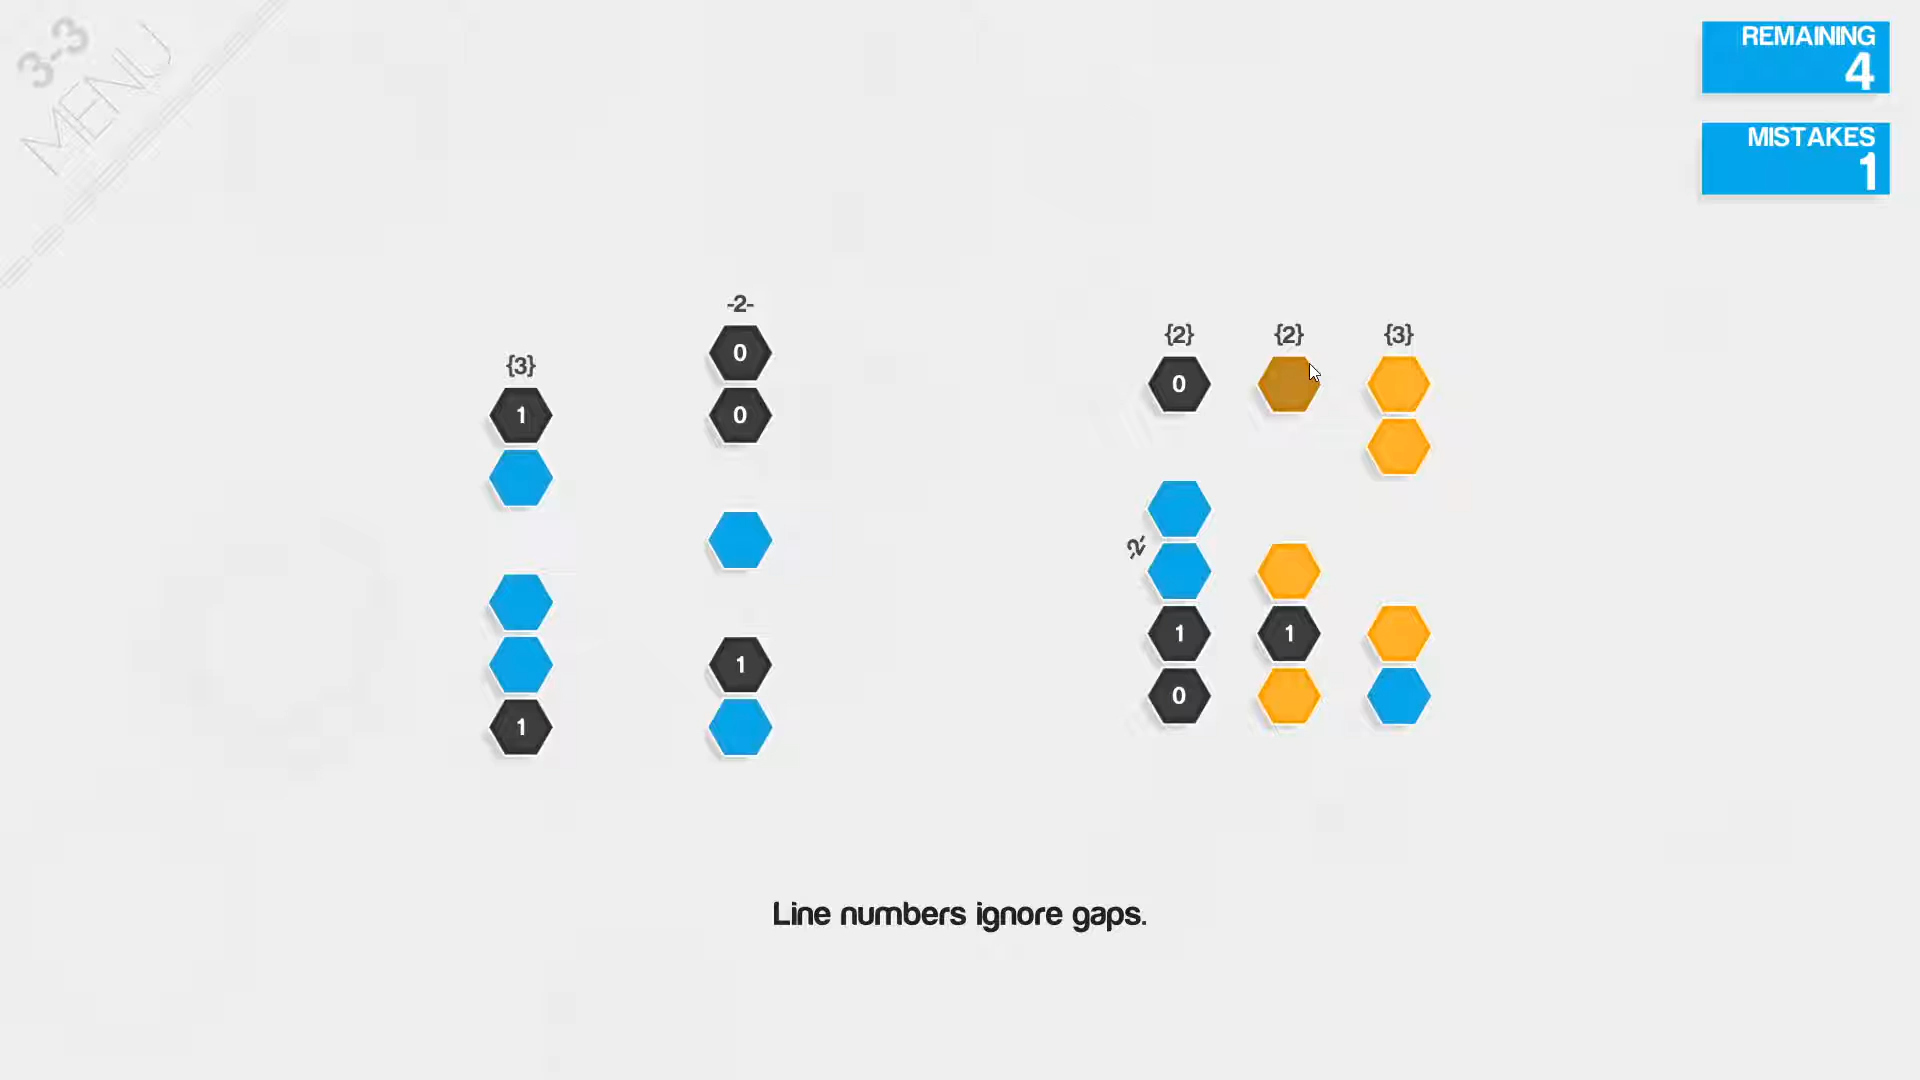 3-3
MENU
REMAINING
4
MISTAKES
1
-2-
0
{3}
0
1
1
1
{2} {2} {3}
0
-2-
1 1
0
Line numbers ignore gaps.